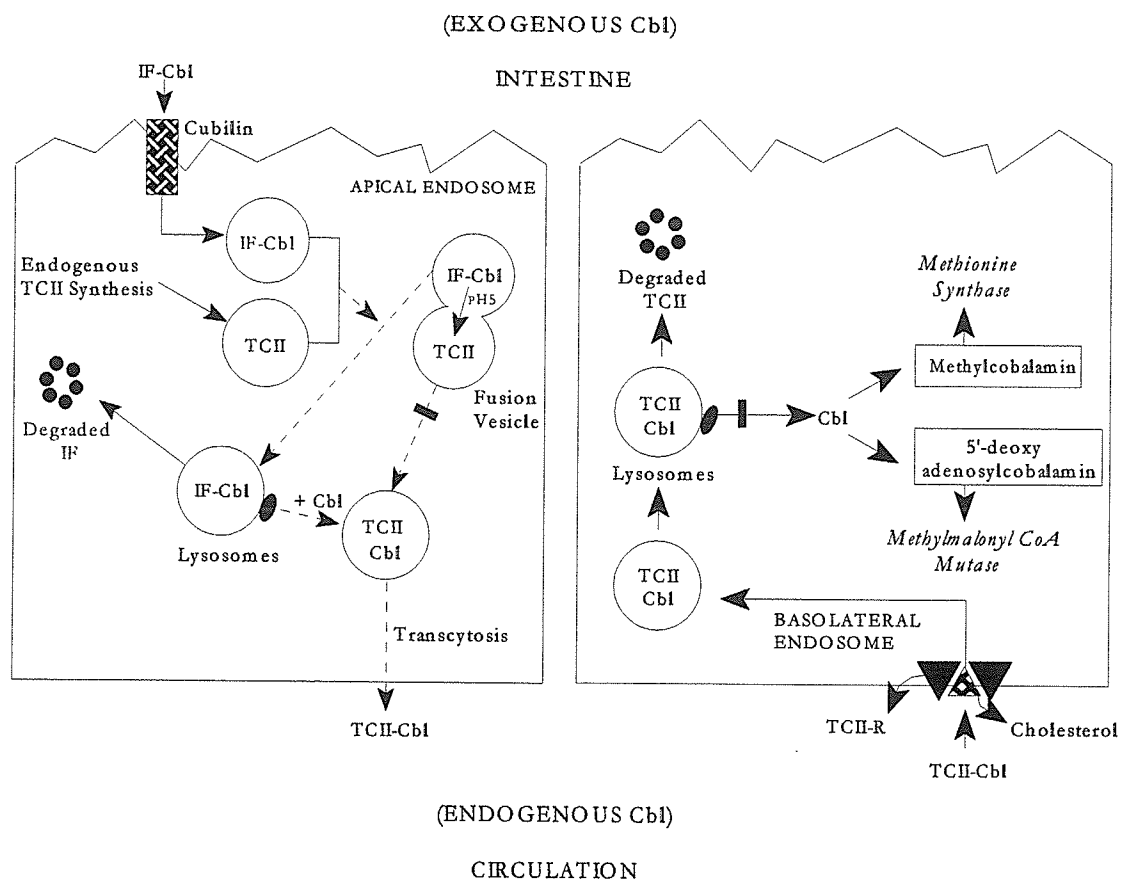 (EXOGENOUS Cbl)
INTESTINE
IF-Cbl
Cubilin
APICAL ENDOSOME
IF-Cbl
Endogenous
TCII Synthesis
TCII
IF-Cbl
pH5
TCII
Fusion
Vesicle
Degraded
IF
IF-Cbl
Lysosomes
+ Cbl
TCII
Cbl
Transcytosis
TCII-Cbl
Degraded
TCII
TCII
Cbl
Lysosomes
Cbl
Methionine
Synthase
Methylcobalamin
5'-deoxy
adenosylcobalamin
Methylmalonyl CoA
Mutase
TCII
Cbl
BASOLATERAL
ENDOSOME
TCII-R
Cholesterol
TCII-Cbl
(ENDOGENOUS Cbl)
CIRCULATION